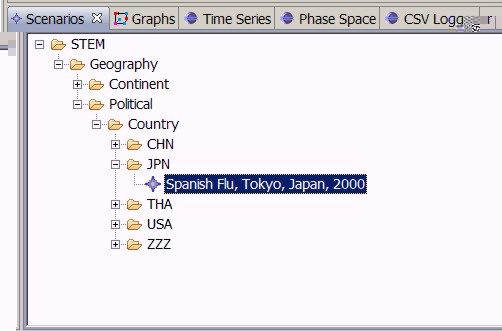 Scenarios Graphs Time Series Phase Space CSV Logger
STEM
Geography
Continent
Political
Country
CHN
JPN
Spanish Flu, Tokyo, Japan, 2000
THA
USA
ZZZ